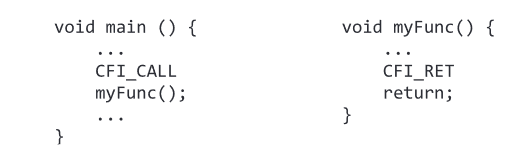 void main () {
...
CFI_CALL
myFunc();
...
}
void myFunc() {
...
CFI_RET
return;
}